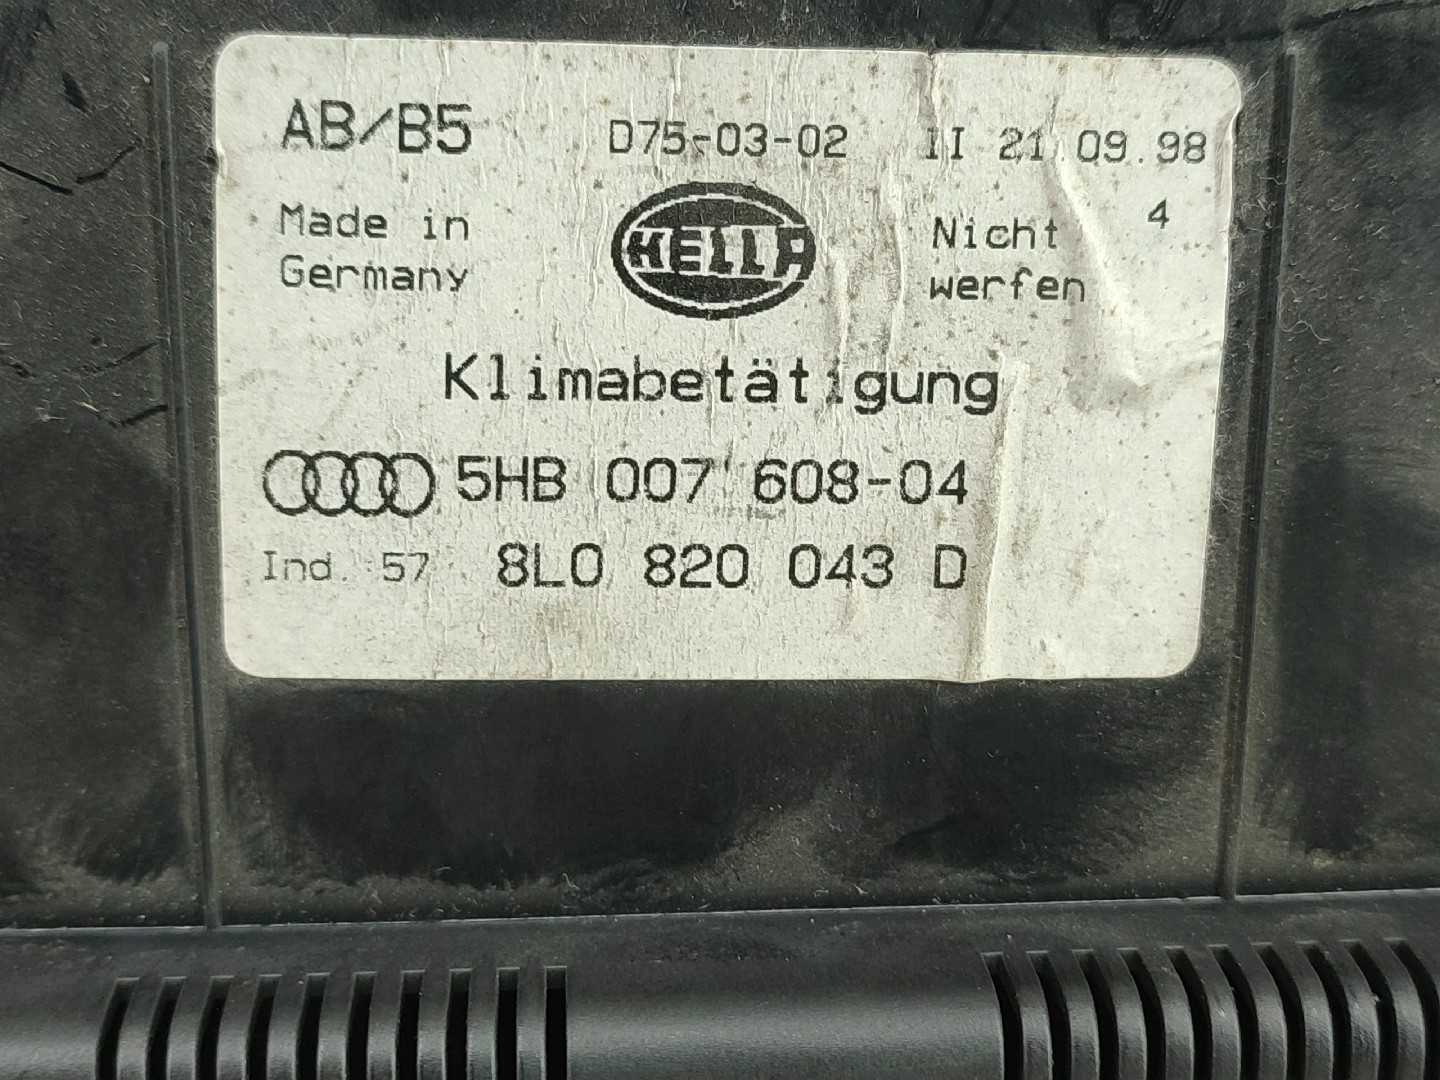 AB/B5 D75-03-02 II 21.09.98
Made in Germany
HELLA
Nicht werfen
4
Klimabetätigung
5HB 007 608-04
Ind. 57 8L0 820 043 D